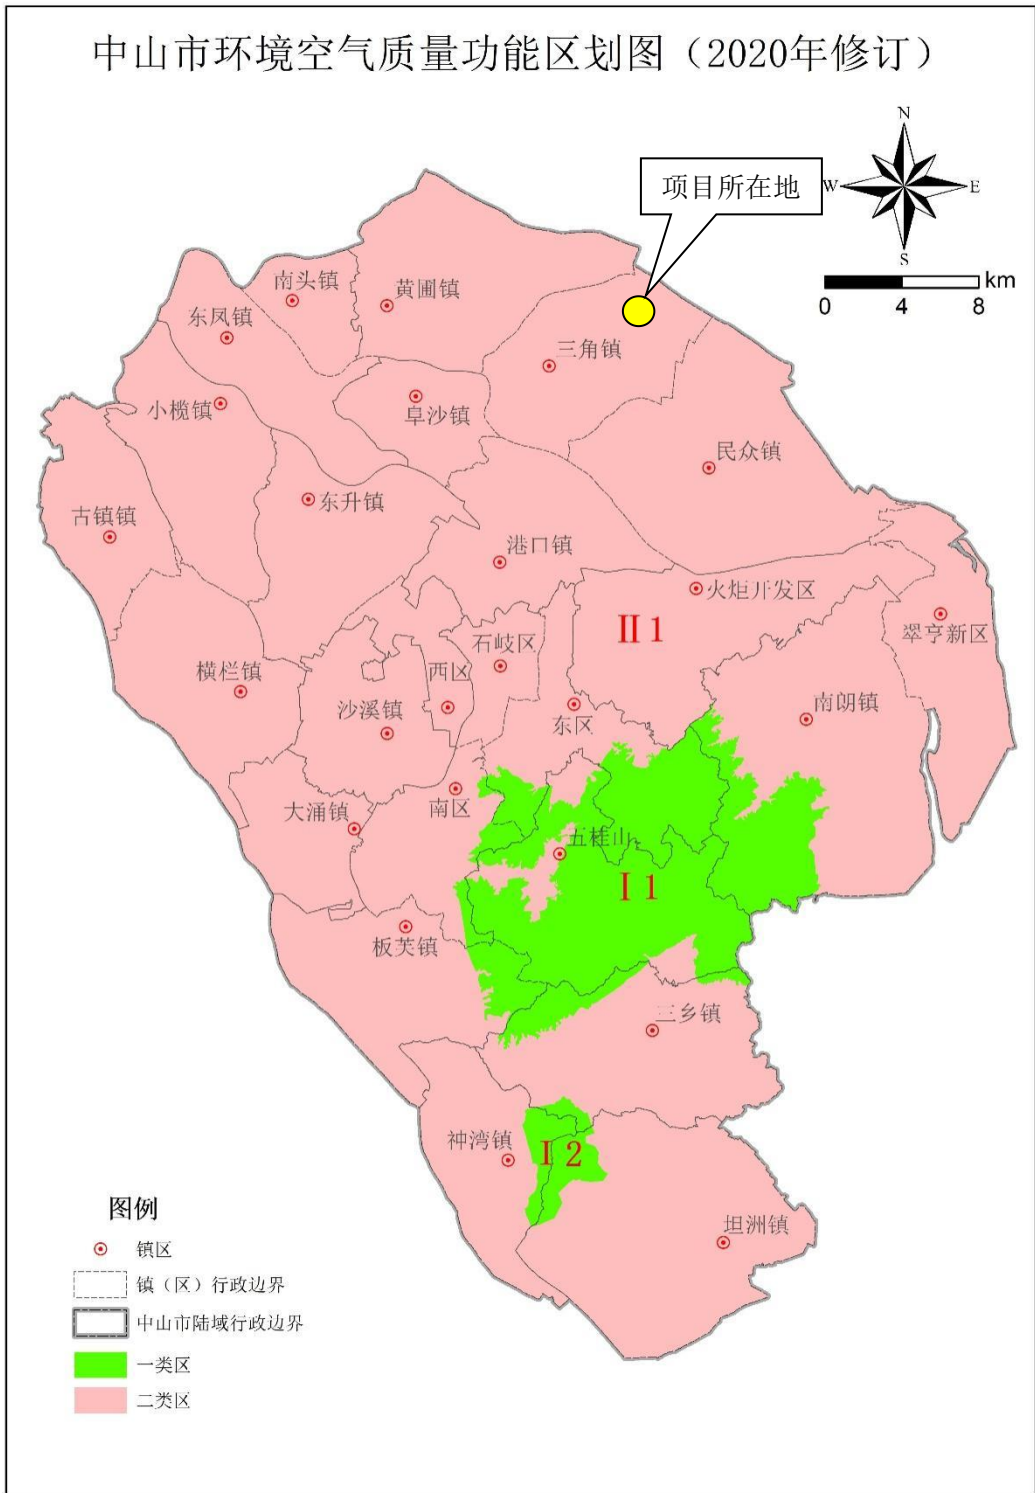 中山市环境空气质量功能区划图（2020年修订）
N
项目所在地
W
E
S
km
0 4 8
南头镇
黄圃镇
东凤镇
三角镇
小榄镇
阜沙镇
民众镇
东升镇
古镇镇
港口镇
火炬开发区
Ⅱ1
翠亨新区
石岐区
西区
横栏镇
沙溪镇
东区
南朗镇
南区
大涌镇
五桂山
Ⅰ1
板芙镇
三乡镇
神湾镇
Ⅰ2
坦洲镇
图例
镇区
镇（区）行政边界
中山市陆域行政边界
一类区
二类区